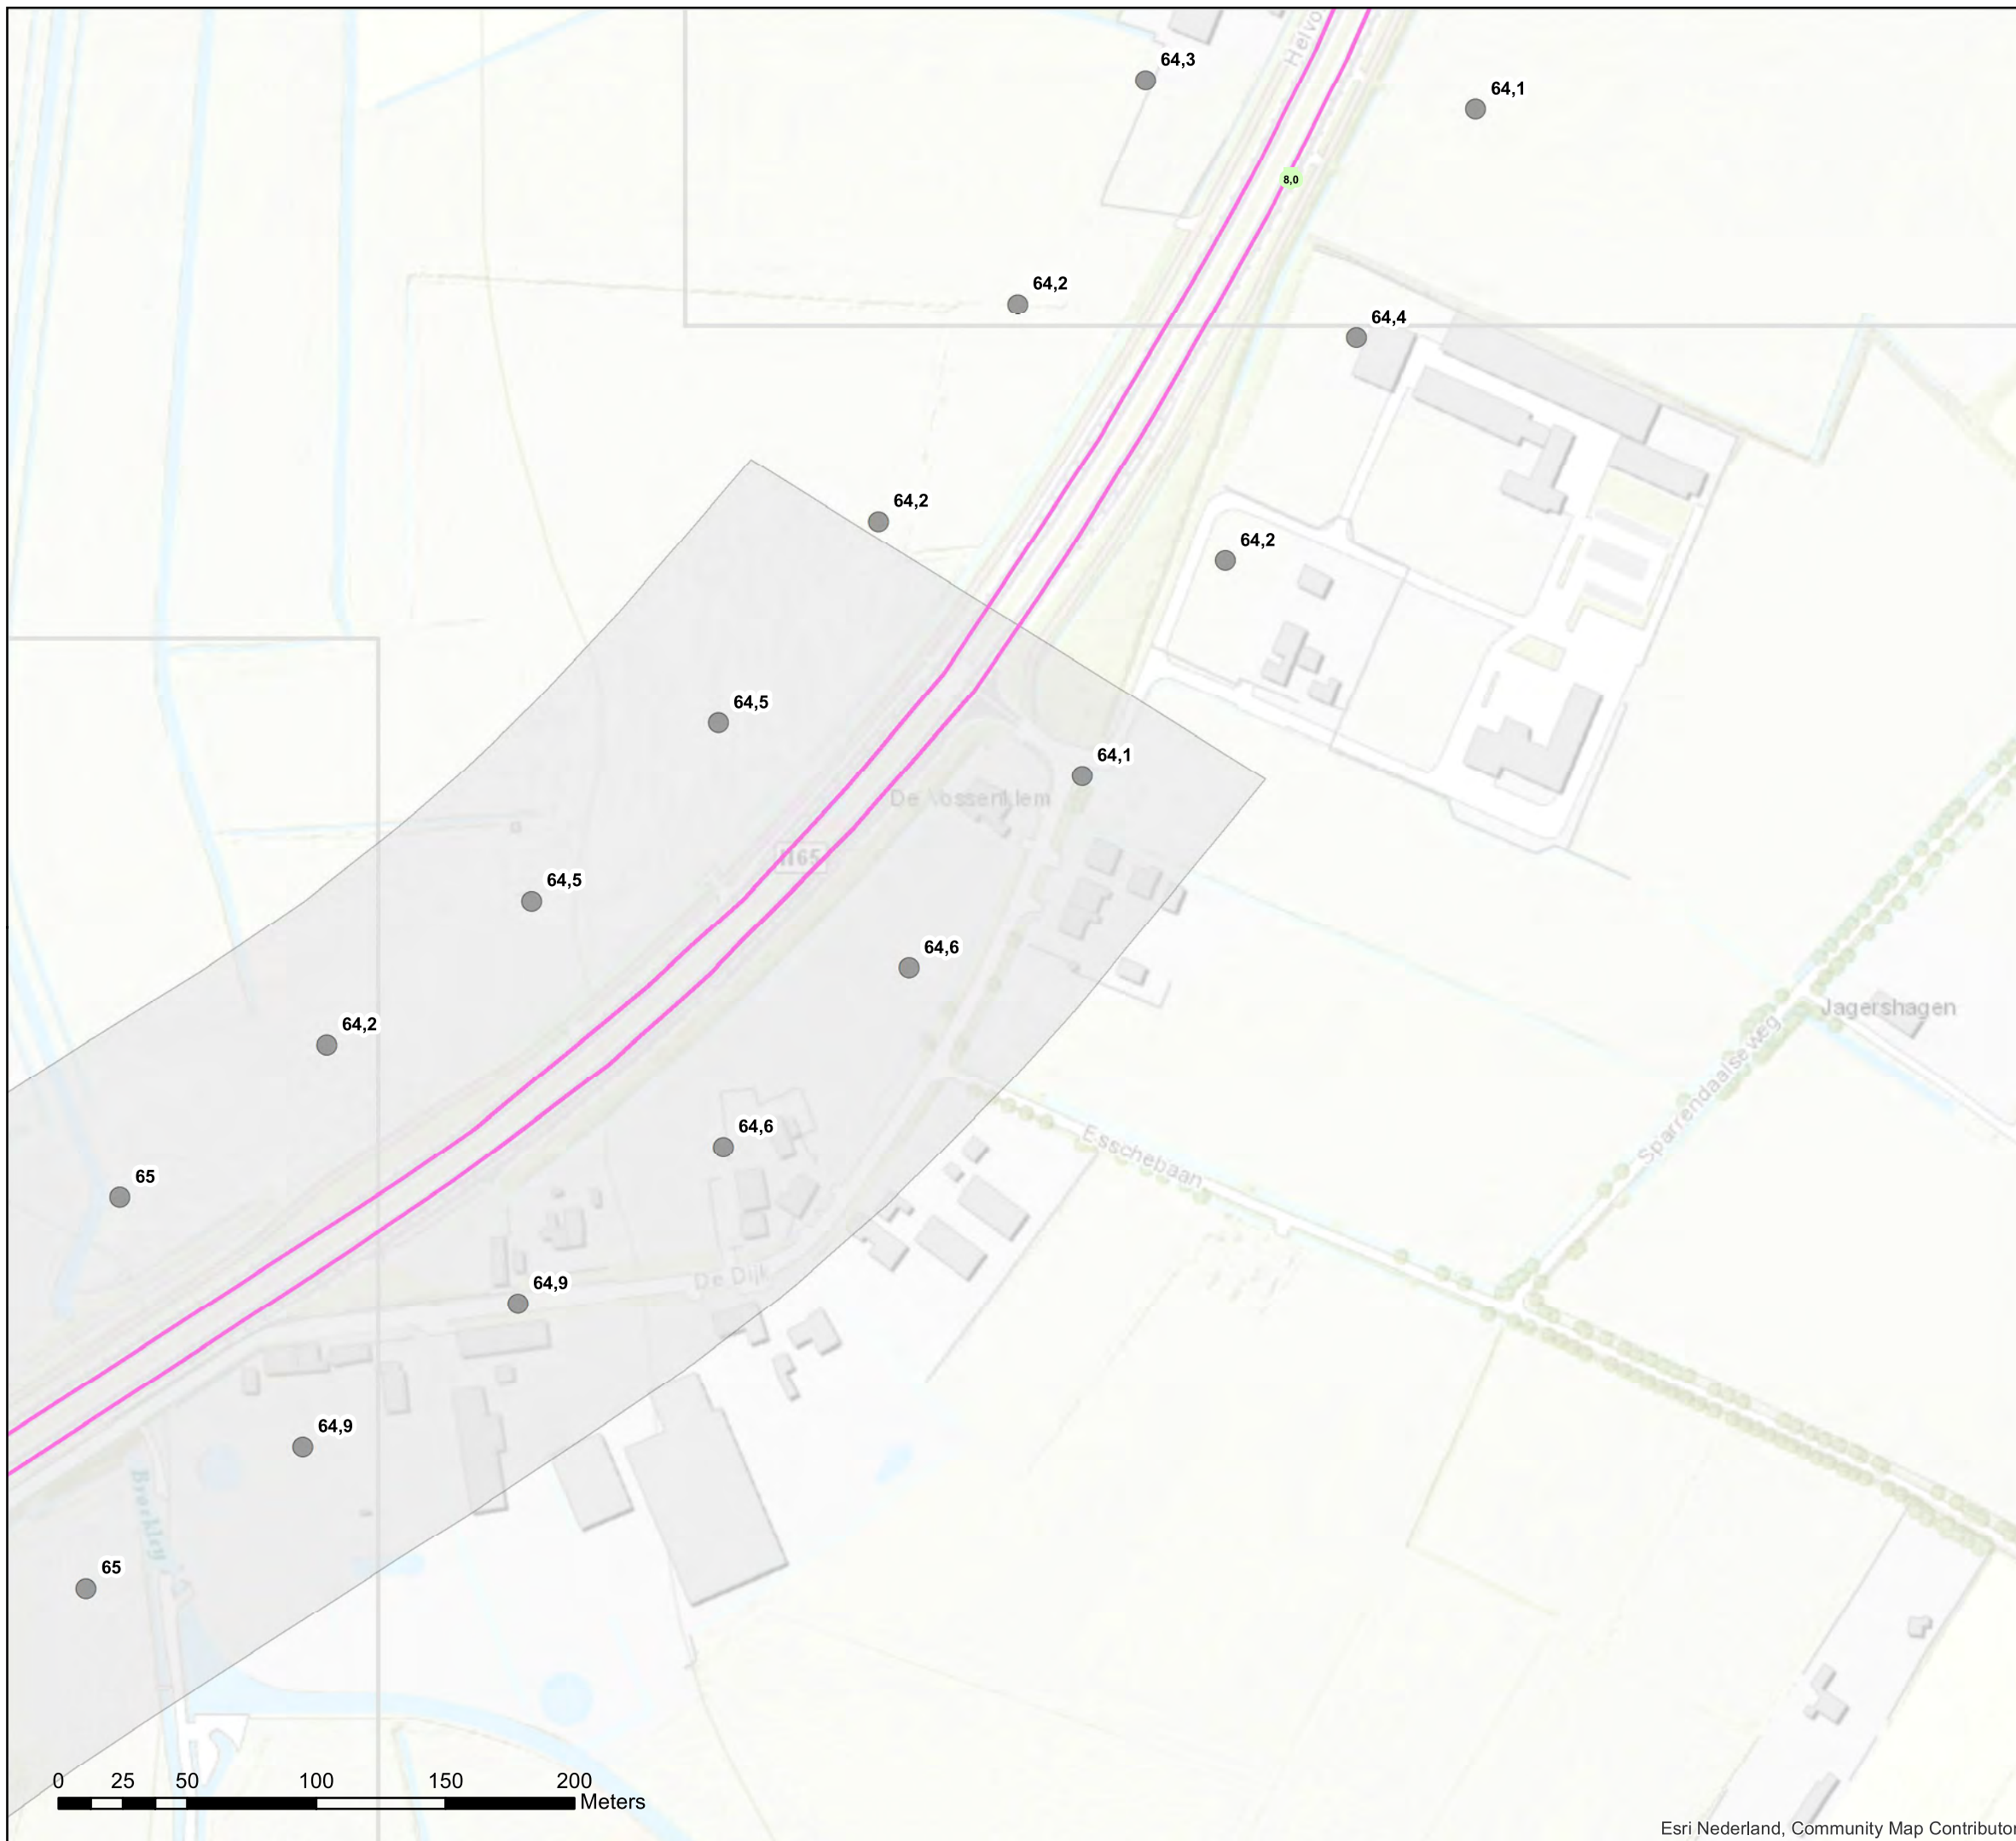 Helvo
64,3
64,1
8,0
64,2
64,4
64,2
64,2
64,5
64,1
De Vossenklem
N65
64,5
64,6
Jagershagen
64,2
Sparrendaalseweg
64,6
Esschebaan
65
De Dijk
64,9
64,9
65
0 25 50 100 150 200
Meters
Esri Nederland, Community Map Contributor